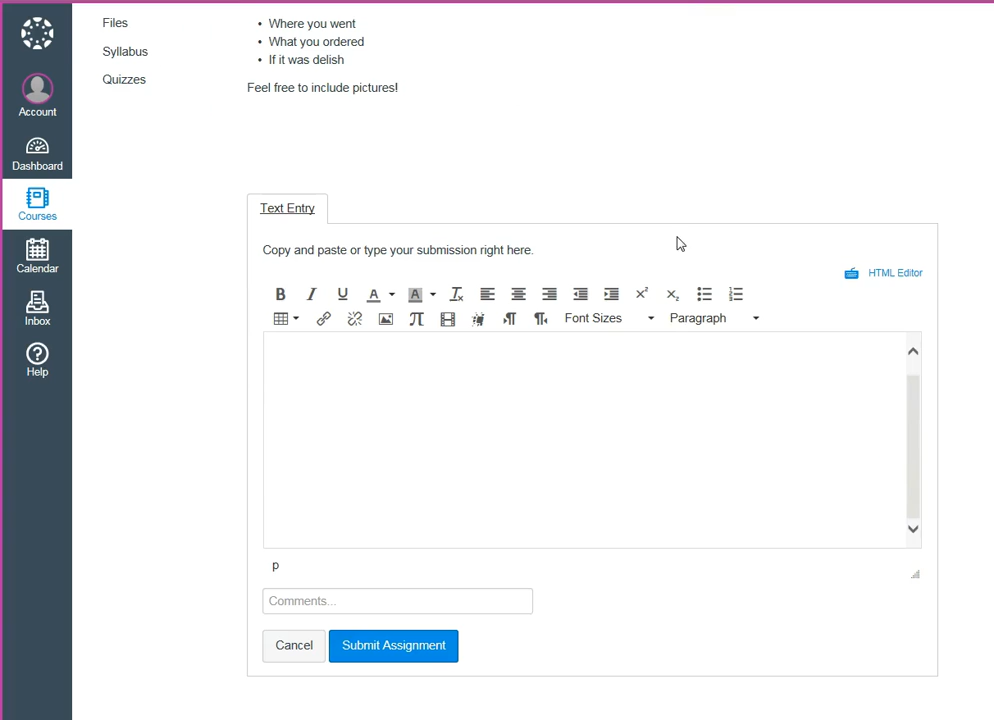 Files
Syllabus
Quizzes
• Where you went
• What you ordered
• If it was delish
Feel free to include pictures!
Account
Dashboard
Courses
Calendar
Inbox
Help
Text Entry
Copy and paste or type your submission right here.
HTML Editor
Font Sizes
Paragraph
p
Comments...
Cancel
Submit Assignment